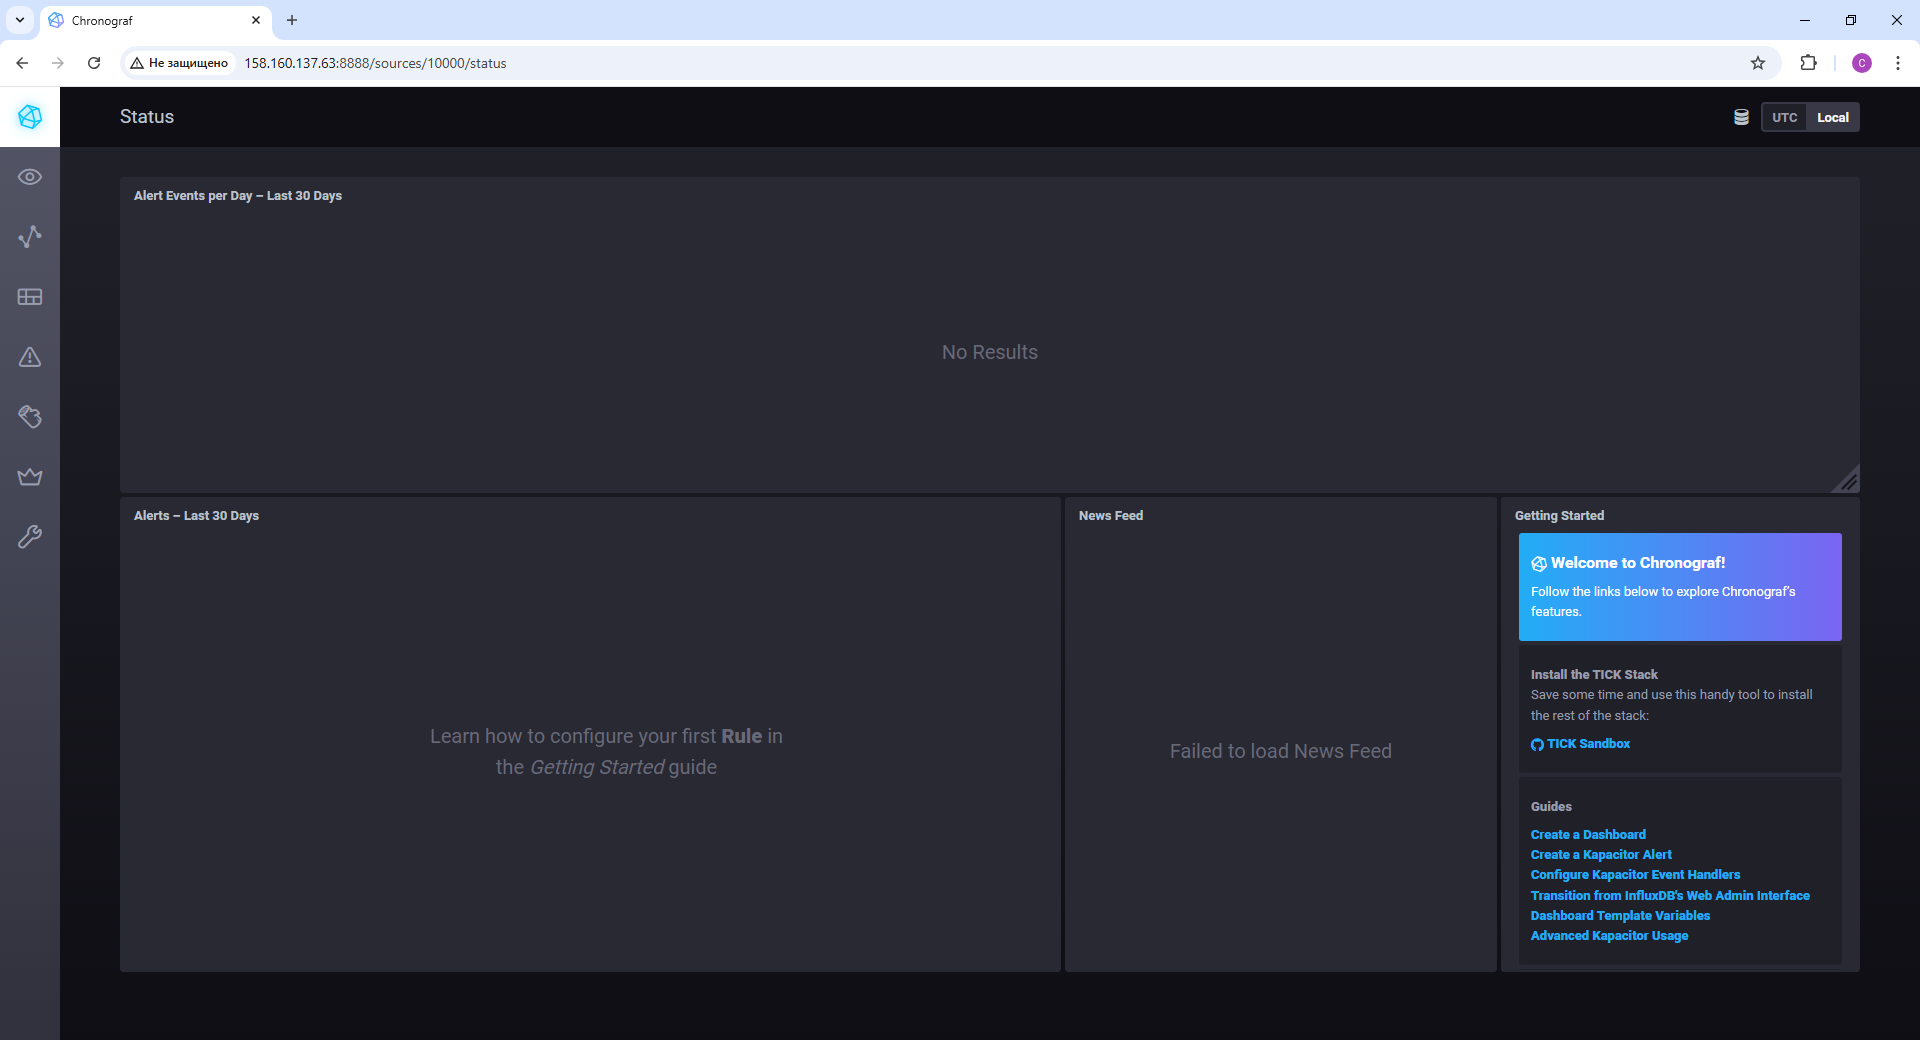 Chronograf
Не защищено
158.160.137.63:8888/sources/10000/status
C
Status
UTC
Local
Alert Events per Day – Last 30 Days
No Results
Alerts – Last 30 Days
Learn how to configure your first Rule in
the Getting Started guide
News Feed
Failed to load News Feed
Getting Started
Welcome to Chronograf!
Follow the links below to explore Chronograf’s
features.
Install the TICK Stack
Save some time and use this handy tool to install
the rest of the stack:
TICK Sandbox
Guides
Create a Dashboard
Create a Kapacitor Alert
Configure Kapacitor Event Handlers
Transition from InfluxDB's Web Admin Interface
Dashboard Template Variables
Advanced Kapacitor Usage